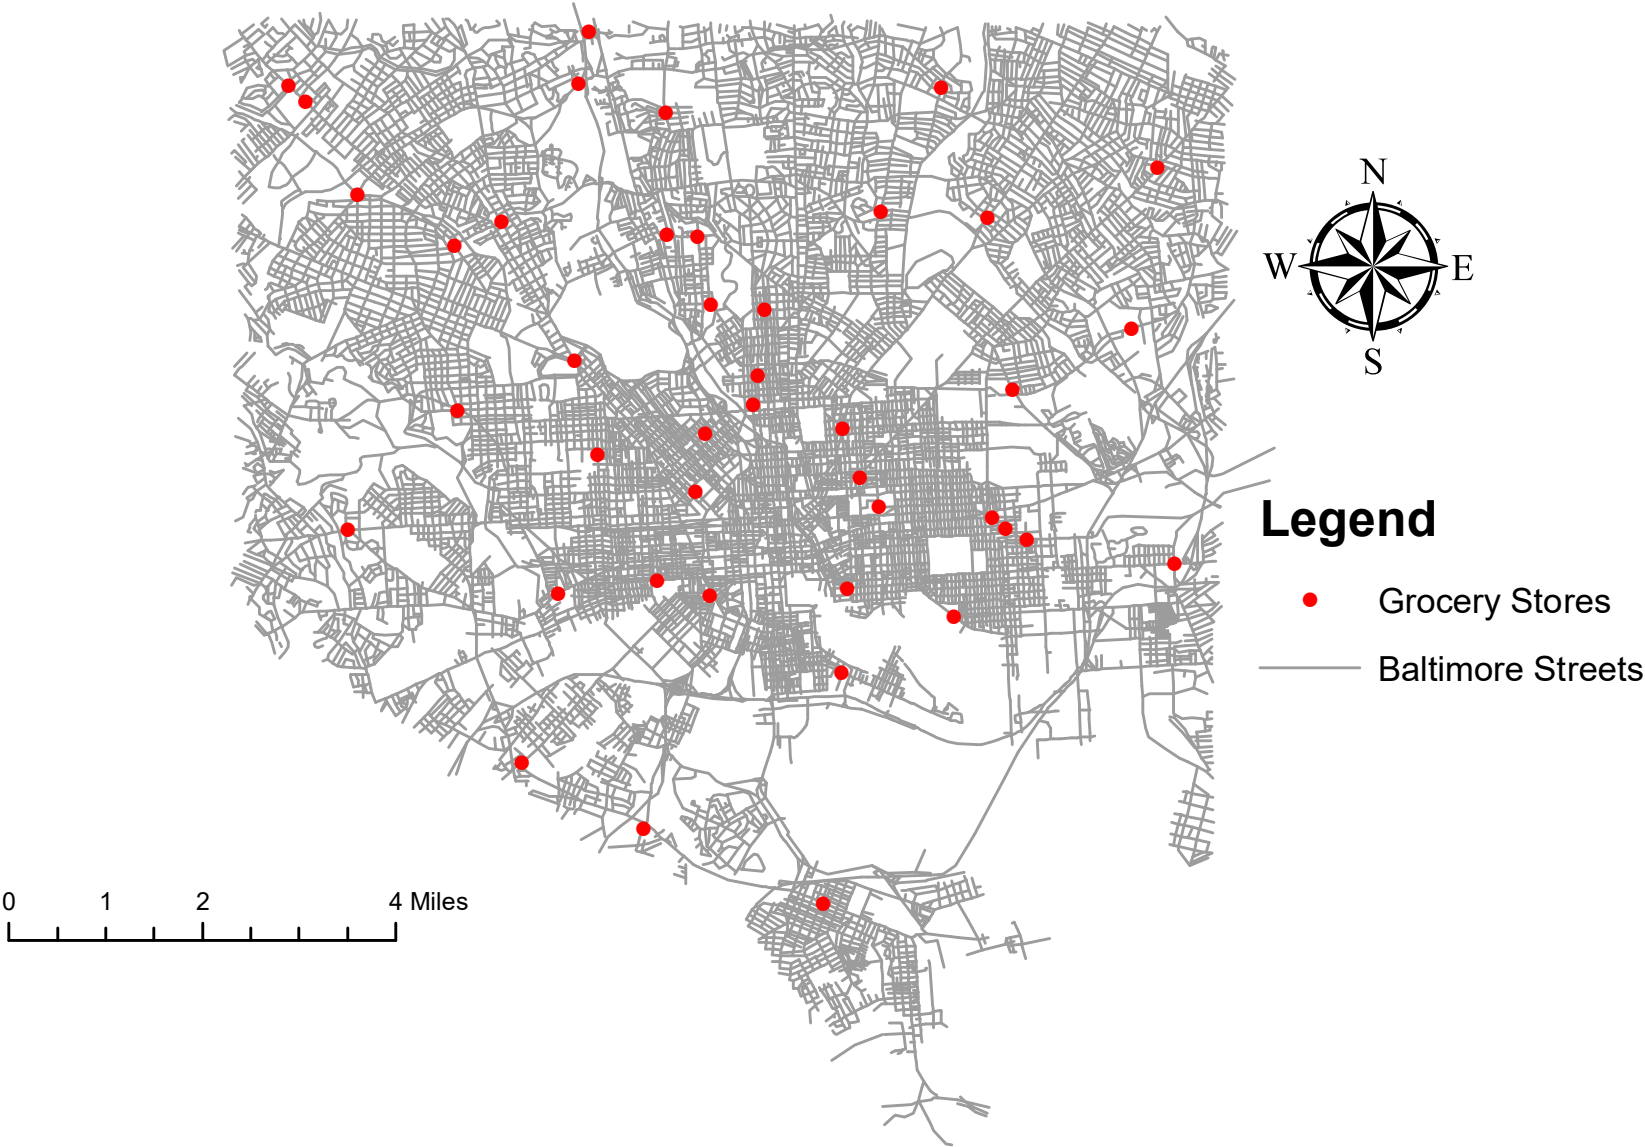 N
W E
S
Legend
Grocery Stores
Baltimore Streets
0 1 2 4 Miles